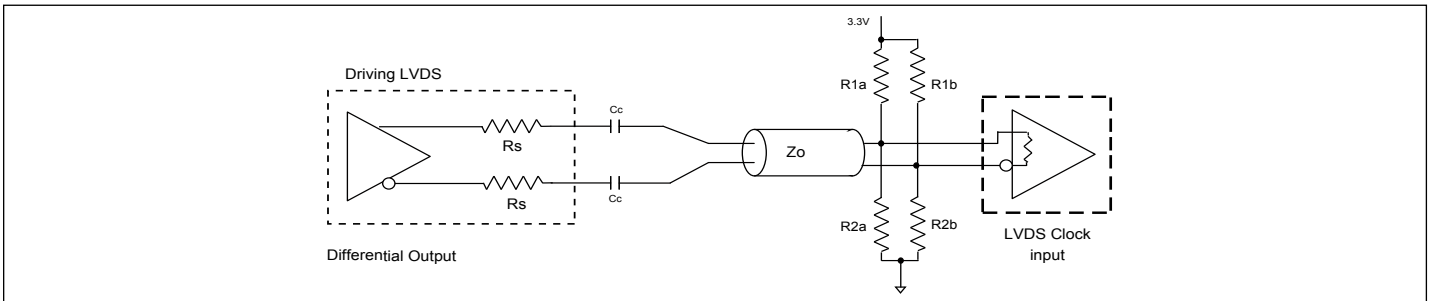 3.3V
Driving LVDS
R1a
R1b
Cc
Rs
Zo
Rs
Cc
R2a
R2b
LVDS Clock
input
Differential Output